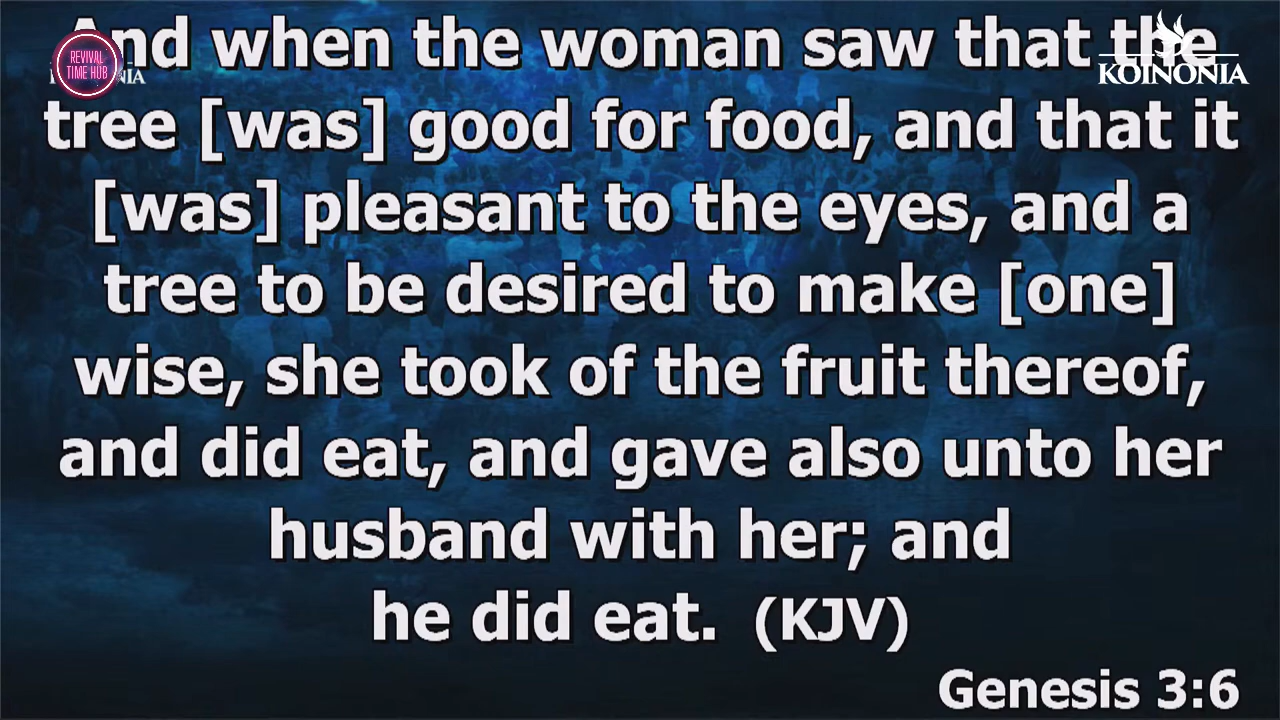 And when the woman saw that the
tree [was] good for food, and that it
[was] pleasant to the eyes, and a
tree to be desired to make [one]
wise, she took of the fruit thereof,
and did eat, and gave also unto her
husband with her; and
he did eat. (KJV)
Genesis 3:6
REVIVAL
TIME HUB
KOINONIA